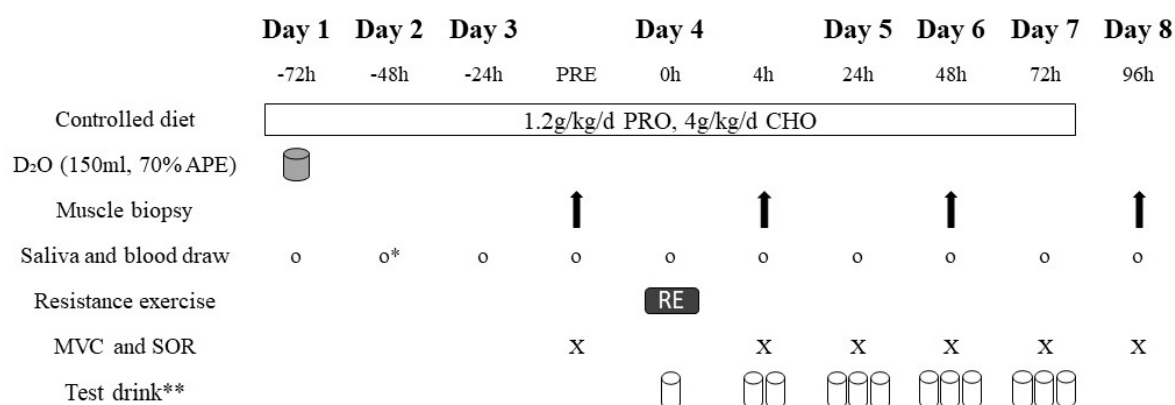 Day 1 Day 2 Day 3 Day 4 Day 5 Day 6 Day 7 Day 8
-72h -48h -24h PRE 0h 4h 24h 48h 72h 96h
Controlled diet 1.2g/kg/d PRO, 4g/kg/d CHO
D₂O (150ml, 70% APE)
Muscle biopsy
Saliva and blood draw o o* o o o o o o o o
Resistance exercise RE
MVC and SOR X X X X X X
Test drink**